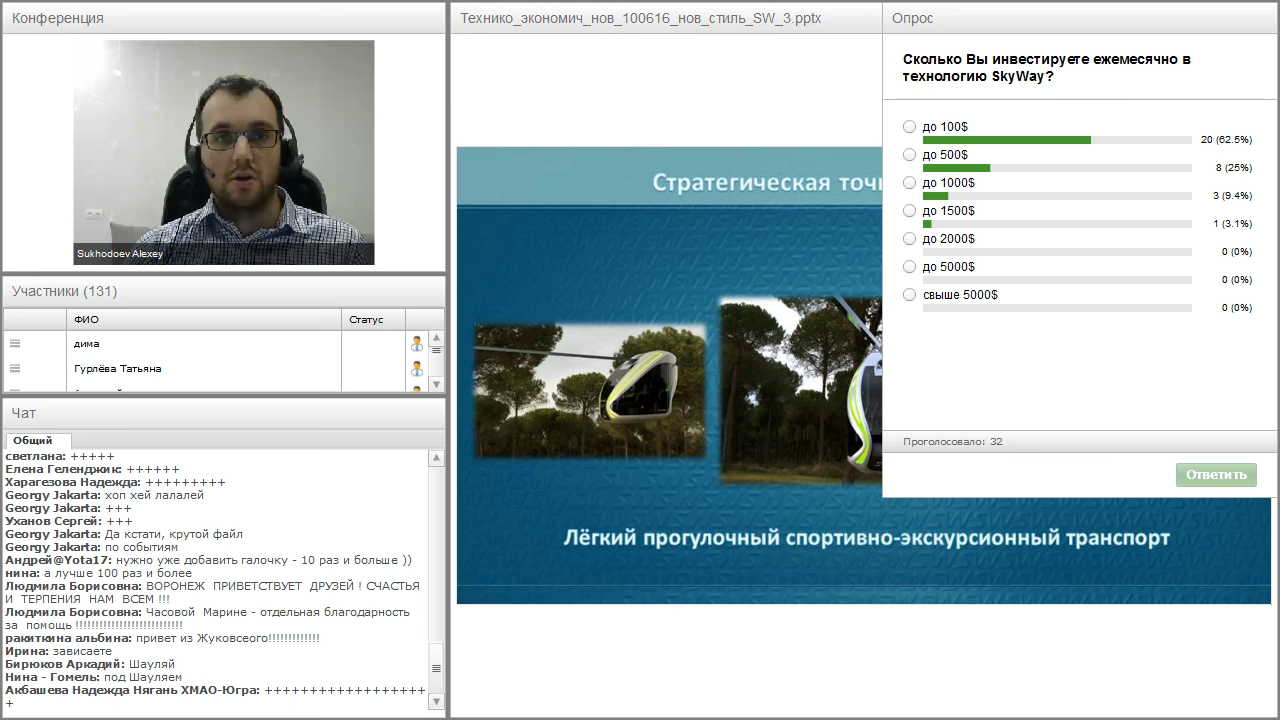 Конференция
Sukhodoev Alexey
Участники (131)
ФИО
Статус
дима
Гурлёва Татьяна
Чат
Общий
светлана: +++++
Елена Геленджик: ++++++
Харагезова Надежда: +++++++++
Georgy Jakarta: хоп хей лалалей
Georgy Jakarta: +++
Уханов Сергей: +++
Georgy Jakarta: Да кстати, крутой файл
Georgy Jakarta: по событиям
Андрей@Yota17: нужно уже добавить галочку - 10 раз и больше ))
нина: а лучше 100 раз и более
Людмила Борисовна: ВОРОНЕЖ ПРИВЕТСТВУЕТ ДРУЗЕЙ ! СЧАСТЬЯ
И ТЕРПЕНИЯ НАМ ВСЕМ !!!
Людмила Борисовна: Часовой Марине - отдельная благодарность
за помощь !!!!!!!!!!!!!!!!!!!!!!!!!!!
ракиткина альбина: привет из Жуковсеого!!!!!!!!!!!!!
Ирина: зависаете
Бирюков Аркадий: Шауляй
Нина - Гомель: под Шауляем
Акбашева Надежда Нягань ХМАО-Югра: ++++++++++++++++++
+
Технико_экономич_нов_100616_нов_стиль_SW_3.pptx
Стратегическая
Лёгкий прогулочный спортивно-экскурсионный транспорт
Опрос
Сколько Вы инвестируете ежемесячно в
технологию SkyWay?
до 100$
20 (62.5%)
до 500$
8 (25%)
до 1000$
3 (9.4%)
до 1500$
1 (3.1%)
до 2000$
0 (0%)
до 5000$
0 (0%)
свыше 5000$
0 (0%)
Проголосовало: 32
Ответить